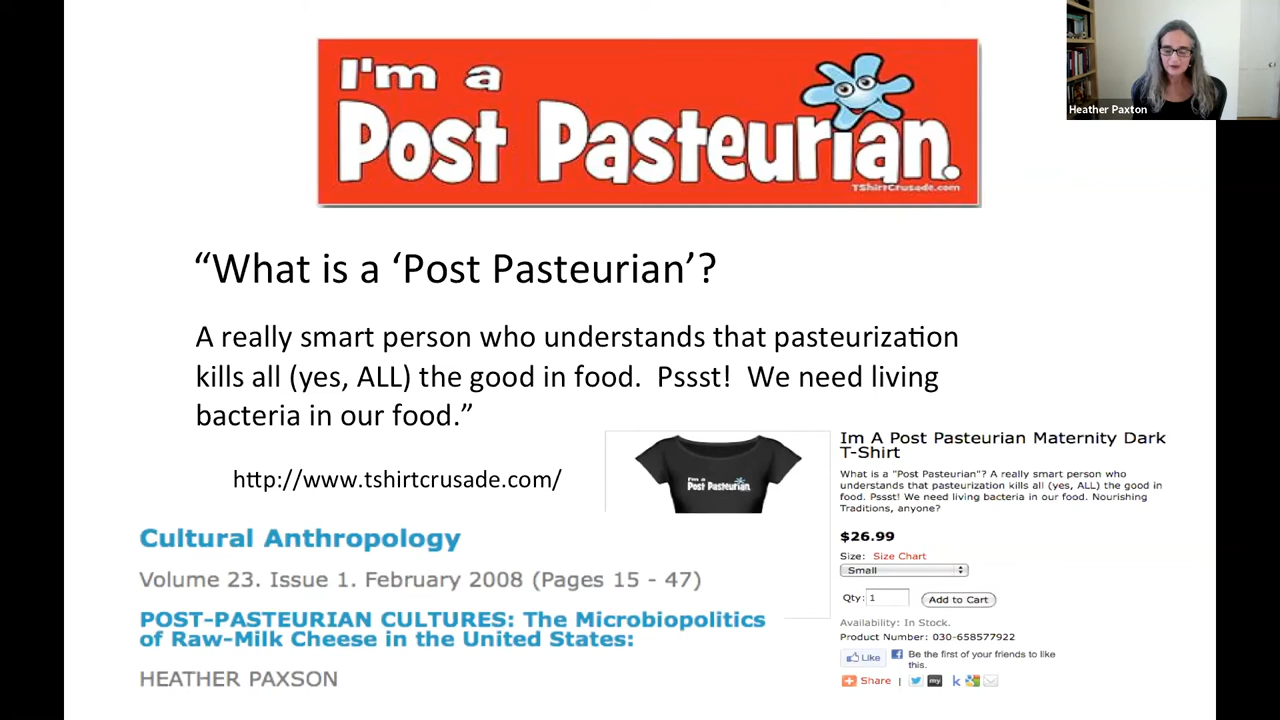 I'm a
Post Pasteurian.
TShirtCrusade.com
Heather Paxton
“What is a ‘Post Pasteurian’?
A really smart person who understands that pasteurization
kills all (yes, ALL) the good in food.  Pssst!  We need living
bacteria in our food.”
http://www.tshirtcrusade.com/
I'm a
Post Pasteurian.
Im A Post Pasteurian Maternity Dark
T-Shirt
What is a "Post Pasteurian"? A really smart person who
understands that pasteurization kills all (yes, ALL) the good in
food. Pssst! We need living bacteria in our food. Nourishing
Traditions, anyone?
$26.99
Size: Size Chart
Small
Qty: 1 Add to Cart
Availability: In Stock.
Product Number: 030-658577922
Like Be the first of your friends to like
this.
Share |
Cultural Anthropology
Volume 23. Issue 1. February 2008 (Pages 15 - 47)
POST-PASTEURIAN CULTURES: The Microbiopolitics
of Raw-Milk Cheese in the United States:
HEATHER PAXSON